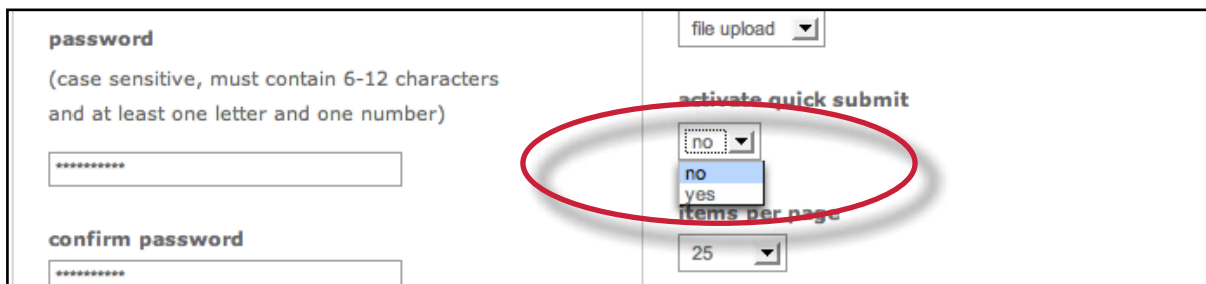 password
(case sensitive, must contain 6-12 characters
and at least one letter and one number)
**********
confirm password
**********
file upload
activate quick submit
no
no
yes
items per page
25